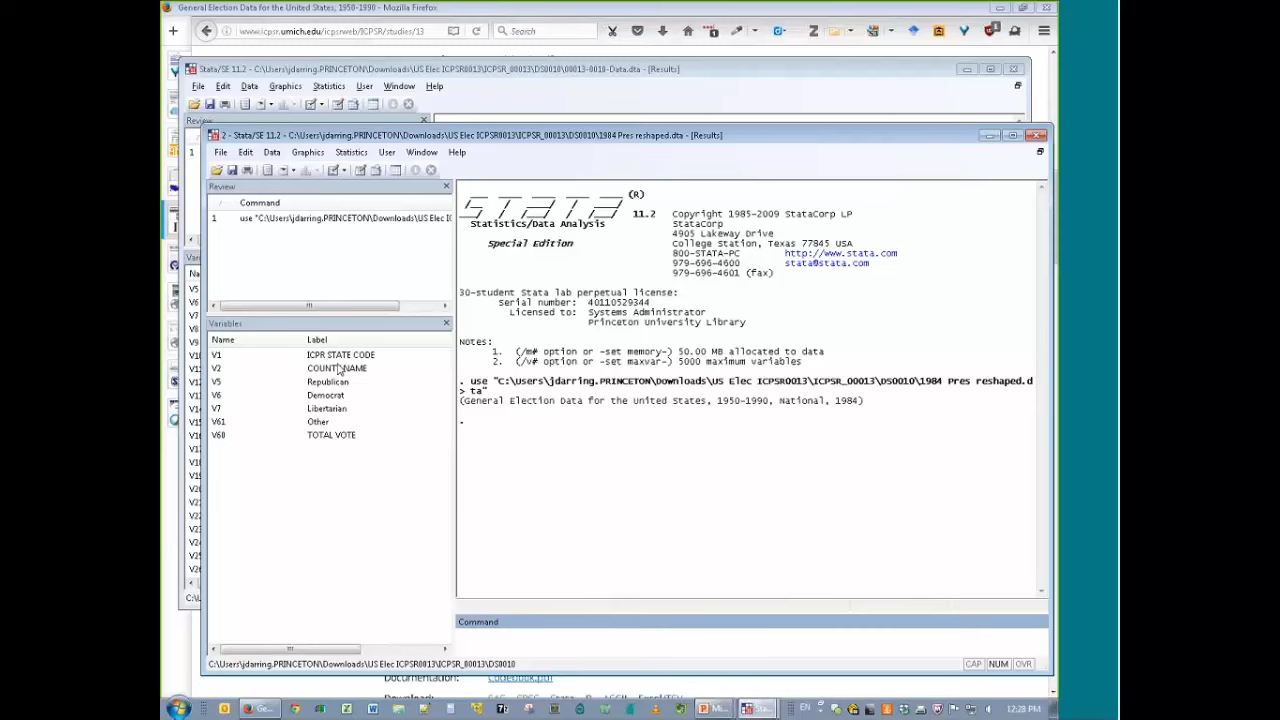 General Election Data for the United States, 1950-1990 - Mozilla Firefox
www.icpsr.umich.edu/icpsrweb/ICPSR/studies/13
Search
Stata/SE 11.2 - C:\Users\jdarring.PRINCETON\Downloads\US Elec ICPSR0013\ICPSR_00013\DS0010\00013-0010-Data.dta - [Results]
File Edit Data Graphics Statistics User Window Help
Review
1
2 - Stata/SE 11.2 - C:\Users\jdarring.PRINCETON\Downloads\US Elec ICPSR0013\ICPSR_00013\DS0010\1984 Pres reshaped.dta - [Results]
File Edit Data Graphics Statistics User Window Help
Review
Command
1 use "C:\Users\jdarring.PRINCETON\Downloads\US Elec IC
Variables
Name Label
V1 ICPR STATE CODE
V2 COUNTY NAME
V5 Republican
V6 Democrat
V7 Libertarian
V61 Other
V60 TOTAL VOTE
(R)
Statistics/Data Analysis
Special Edition
11.2 Copyright 1985-2009 StataCorp LP
StataCorp
4905 Lakeway Drive
College Station, Texas 77845 USA
800-STATA-PC http://www.stata.com
979-696-4600 stata@stata.com
979-696-4601 (fax)
30-student Stata lab perpetual license:
Serial number: 40110529344
Licensed to: Systems Administrator
Princeton University Library
Notes:
1. (/m# option or -set memory-) 50.00 MB allocated to data
2. (/v# option or -set maxvar-) 5000 maximum variables
. use "C:\Users\jdarring.PRINCETON\Downloads\US Elec ICPSR0013\ICPSR_00013\DS0010\1984 Pres reshaped.d
> ta"
(General Election Data for the United States, 1950-1990, National, 1984)
.
Command
C:\Users\jdarring.PRINCETON\Downloads\US Elec ICPSR0013\ICPSR_00013\DS0010
CAP NUM OVR
Documentation: Codebook.pdf
EN
12:28 PM